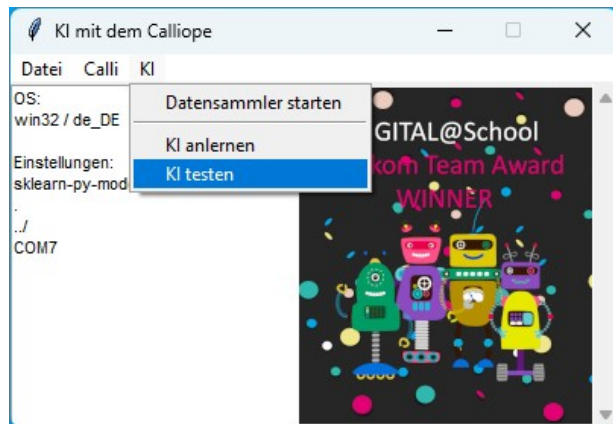 KI mit dem Calliope
Datei Calli KI
Datensammler starten
KI anlernen
KI testen
OS:
win32 / de_DE
Einstellungen:
sklearn-py-mod
.
../
COM7
GITAL@School
kom Team Award
WINNER